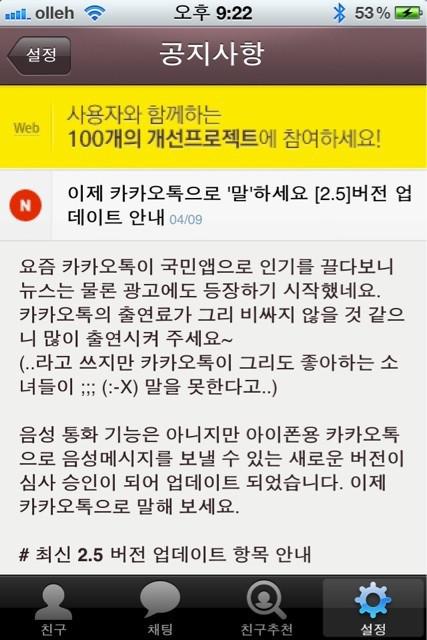 olleh 오후 9:22 53%
설정 공지사항
Web
사용자와 함께하는
100개의 개선프로젝트에 참여하세요!
N
이제 카카오톡으로 '말'하세요 [2.5]버전 업
데이트 안내 04/09
요즘 카카오톡이 국민앱으로 인기를 끌다보니
뉴스는 물론 광고에도 등장하기 시작했네요.
카카오톡의 출연료가 그리 비싸지 않을 것 같으
니 많이 출연시켜 주세요~
(..라고 쓰지만 카카오톡이 그리도 좋아하는 소
녀들이 ;;; (:-X) 말을 못한다고..)
음성 통화 기능은 아니지만 아이폰용 카카오톡
으로 음성메시지를 보낼 수 있는 새로운 버전이
심사 승인이 되어 업데이트 되었습니다. 이제
카카오톡으로 말해 보세요.
# 최신 2.5 버전 업데이트 항목 안내
친구 채팅 친구추천 설정